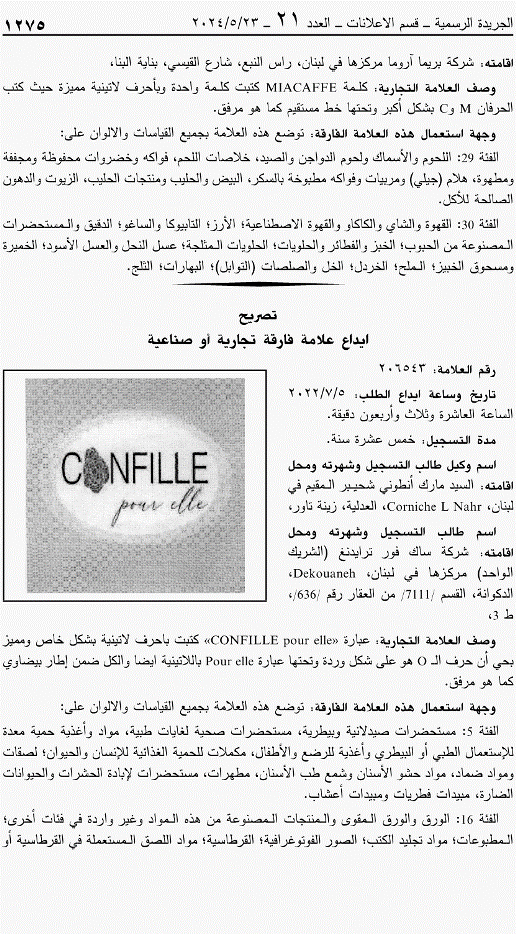 الجريدة الرسمية ـ قسم الاعلانات ـ العدد ٢١ ـ ٢٠٢٤/٥/٢٣
١٢٧٥
اقامته: شركة بريما آروما مركزها في لبنان، راس النبع، شارع القيسي، بناية البنا،
وصف العلامة التجارية: كلـمة MIACAFFE كتبت كلـمة واحدة وبأحرف لاتينية مميزة حيث كتب
الحرفان M وC بشكل أكبر وتحتها خط مستقيم كما هو مرفق.
وجهة استعمال هذه العلامة الفارقة: توضع هذه العلامة بجميع القياسات والالوان على:
الفئة 29: اللحوم والأسماك ولحوم الدواجن والصيد، خلاصات اللحم، فواكه وخضروات محفوظة ومجففة
ومطهوة، هلام (جيلي) ومربيات وفواكه مطبوخة بالسكر، البيض والحليب ومنتجات الحليب، الزيوت والدهون
الصالحة للأكل.
الفئة 30: القهوة والشاي والكاكاو والقهوة الاصطناعية؛ الأرز؛ التابيوكا والساغو؛ الدقيق والـمستحضرات
الـمصنوعة من الحبوب؛ الخبز والفطائر والحلويات؛ الحلويات الـمثلجة؛ عسل النحل والعسل الأسود؛ الخميرة
ومسحوق الخبيز؛ الـملح؛ الخردل؛ الخل والصلصات (التوابل)؛ البهارات؛ الثلج.
تصريح
ايداع علامة فارقة تجارية أو صناعية
رقم العلامة: ٢٠٦٥٤٣
تاريخ وساعة ايداع الطلب: ٢٠٢٢/٧/٥
الساعة العاشرة وثلاث وأربعون دقيقة.
مدة التسجيل: خمس عشرة سنة.
اسم وكيل طالب التسجيل وشهرته ومحل
اقامته: السيد مارك أنطوني شحيبر الـمقيم في
لبنان، Corniche L Nahr، العدلية، زينة تاور،
اسم طالب التسجيل وشهرته ومحل
اقامته: شركة ساك فور ترايدنغ (الشريك
الواحد) مركزها في لبنان، Dekouaneh،
الدكوانة، القسم /7111/ من العقار رقم /636/،
ط 3،
CONFILLE
pour elle
وصف العلامة التجارية: عبارة «CONFILLE pour elle» كتبت باحرف لاتينية بشكل خاص ومميز
بحي أن حرف الـ O هو على شكل وردة وتحتها عبارة Pour elle باللاتينية ايضا والكل ضمن إطار بيضاوي
كما هو مرفق.
وجهة استعمال هذه العلامة الفارقة: توضع هذه العلامة بجميع القياسات والالوان على:
الفئة 5: مستحضرات صيدلانية وبيطرية، مستحضرات صحية لغايات طبية، مواد وأغذية حمية معدة
للإستعمال الطبي أو البيطري وأغذية للرضع والأطفال، مكملات للحمية الغذائية للإنسان والحيوان؛ لصقات
ومواد ضماد، مواد حشو الأسنان وشمع طب الأسنان، مطهرات، مستحضرات لإبادة الحشرات والحيوانات
الضارة، مبيدات فطريات ومبيدات أعشاب.
الفئة 16: الورق والورق الـمقوى والـمنتجات الـمصنوعة من هذه الـمواد وغير واردة في فئات أخرى؛
الـمطبوعات؛ مواد تجليد الكتب؛ الصور الفوتوغرافية؛ القرطاسية؛ مواد اللصق الـمستعملة في القرطاسية أو